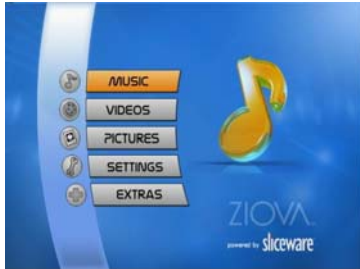 MUSIC
VIDEOS
PICTURES
SETTINGS
EXTRAS
ZIOVA
powered by sliceware